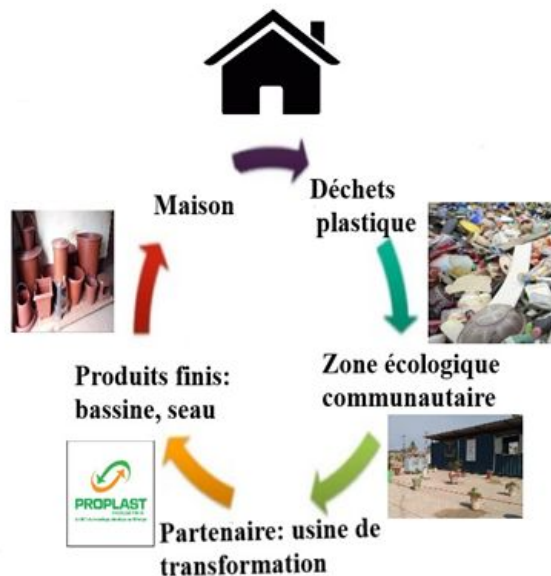 Maison
Déchets
plastique
Zone écologique
communautaire
Partenaire: usine de
transformation
PROPLAST
Produits finis:
bassine, seau